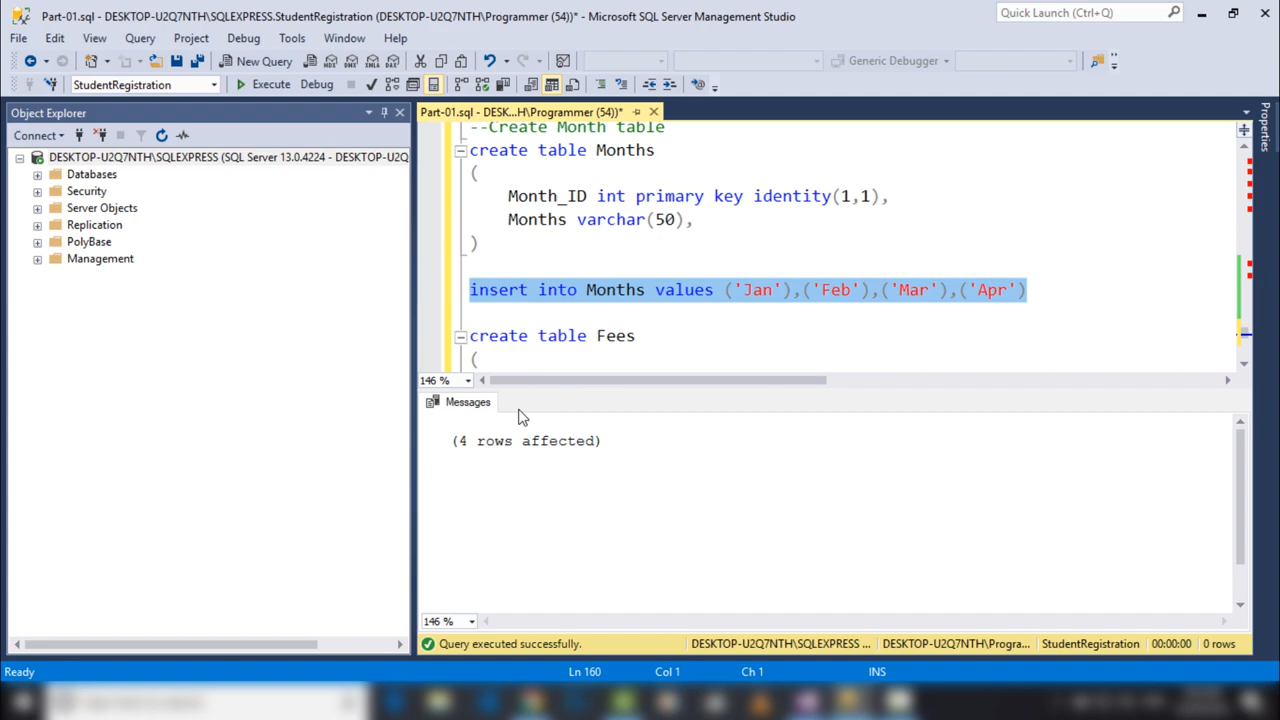 Part-01.sql - DESKTOP-U2Q7NTH\SQLEXPRESS.StudentRegistration (DESKTOP-U2Q7NTH\Programmer (54))* - Microsoft SQL Server Management Studio
Quick Launch (Ctrl+Q)
File Edit View Query Project Debug Tools Window Help
New Query
Generic Debugger
StudentRegistration
Execute Debug
Object Explorer
Part-01.sql - DESK...H\Programmer (54))*
Properties
Connect
DESKTOP-U2Q7NTH\SQLEXPRESS (SQL Server 13.0.4224 - DESKTOP-U2Q
Databases
Security
Server Objects
Replication
PolyBase
Management
--Create Month table
create table Months
(
Month_ID int primary key identity(1,1),
Months varchar(50),
)
insert into Months values ('Jan'),('Feb'),('Mar'),('Apr')
create table Fees
(
146 %
Messages
(4 rows affected)
146 %
Query executed successfully. DESKTOP-U2Q7NTH\SQLEXPRESS ... DESKTOP-U2Q7NTH\Progra... StudentRegistration 00:00:00 0 rows
Ready Ln 160 Col 1 Ch 1 INS